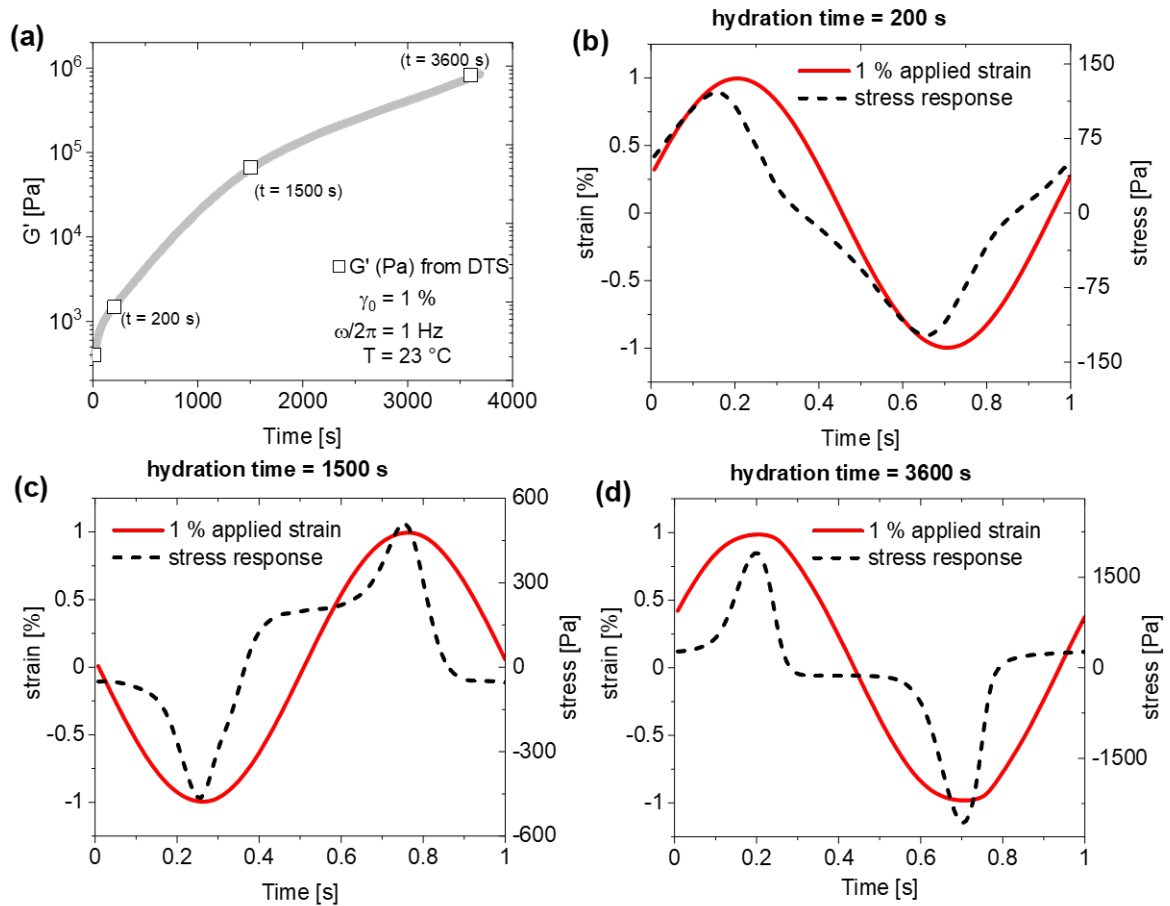 (a)
G' [Pa]
10⁶
10⁵
10⁴
10³
(t = 3600 s)
(t = 1500 s)
(t = 200 s)
G' (Pa) from DTS
γ₀ = 1 %
ω/2π = 1 Hz
T = 23 °C
0 1000 2000 3000 4000
Time [s]
(b)
hydration time = 200 s
1 % applied strain
stress response
strain [%]
1
0.5
0
-0.5
-1
stress [Pa]
150
75
0
-75
-150
0 0.2 0.4 0.6 0.8 1
Time [s]
(c)
hydration time = 1500 s
1 % applied strain
stress response
strain [%]
1
0.5
0
-0.5
-1
stress [Pa]
600
300
0
-300
-600
0 0.2 0.4 0.6 0.8 1
Time [s]
(d)
hydration time = 3600 s
1 % applied strain
stress response
strain [%]
1
0.5
0
-0.5
-1
stress [Pa]
1500
0
-1500
0 0.2 0.4 0.6 0.8 1
Time [s]